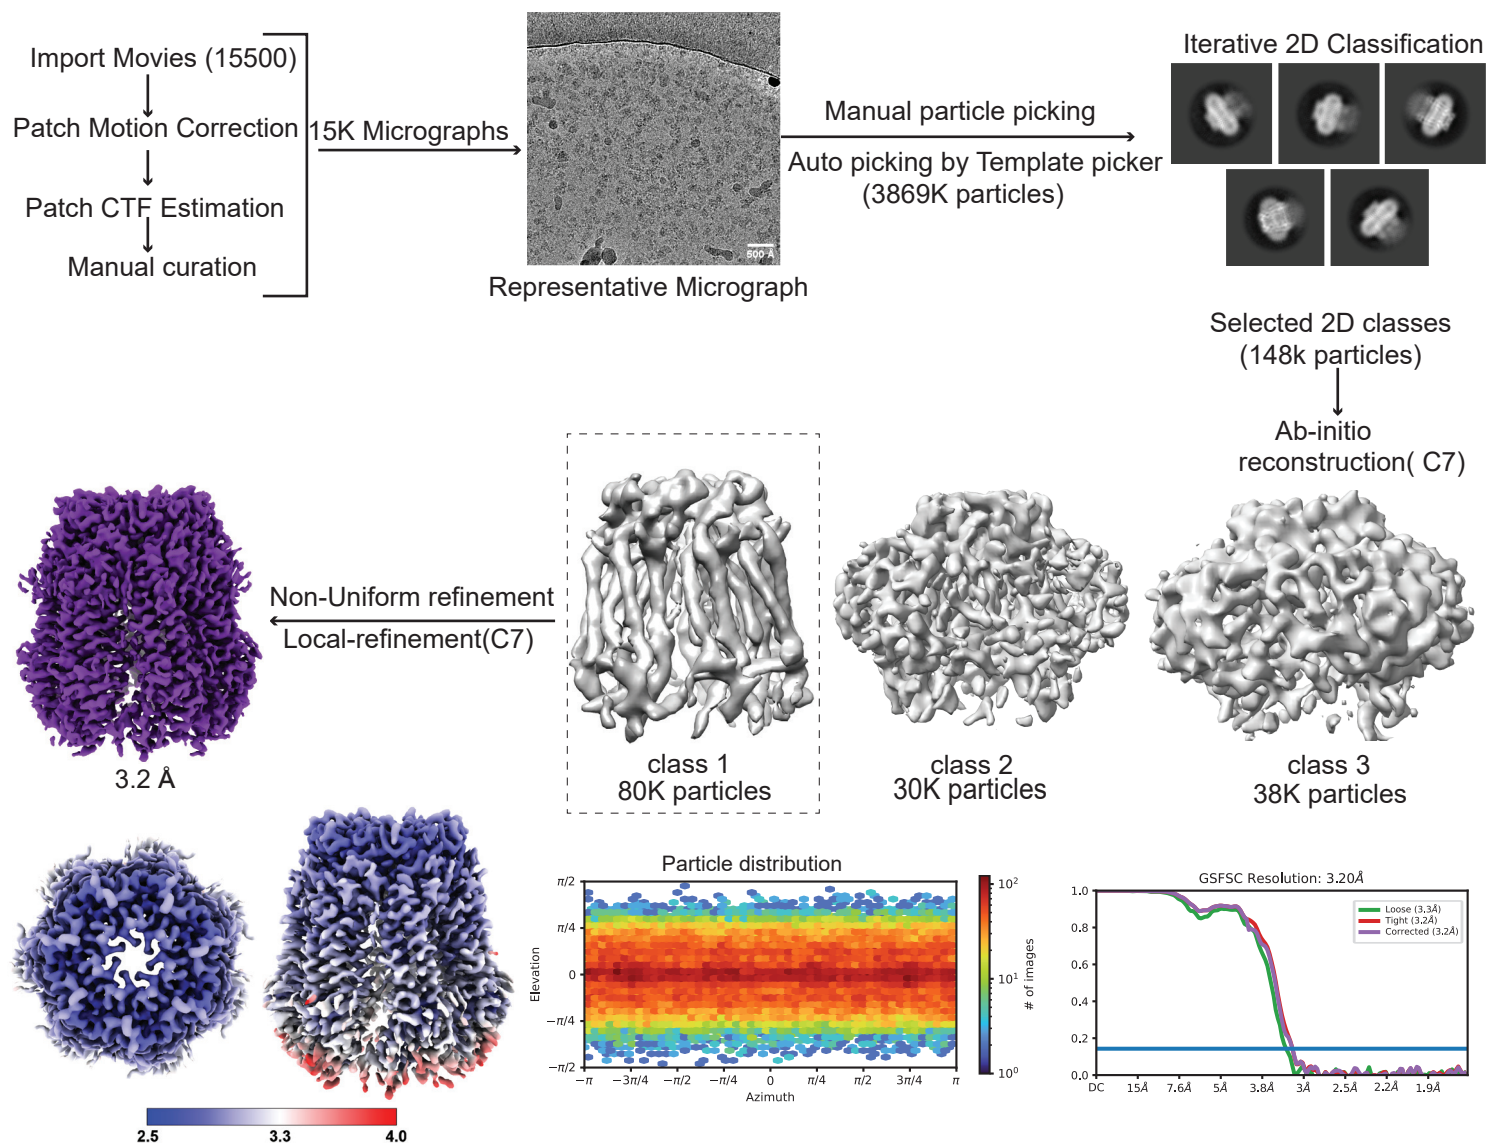 Import Movies (15500)
Patch Motion Correction
Patch CTF Estimation
Manual curation
15K Micrographs
500 Å
Representative Micrograph
Manual particle picking
Auto picking by Template picker
(3869K particles)
Iterative 2D Classification
Selected 2D classes
(148k particles)
Ab-initio
reconstruction( C7)
Non-Uniform refinement
Local-refinement(C7)
3.2 Å
class 1
80K particles
class 2
30K particles
class 3
38K particles
2.5 3.3 4.0
Particle distribution
π/2
π/4
0
−π/4
−π/2
Elevation
−π −3π/4 −π/2 −π/4 0 π/4 π/2 3π/4 π
Azimuth
10²
10¹
10⁰
# of images
GSFSC Resolution: 3.20Å
Loose (3.3Å)
Tight (3.2Å)
Corrected (3.2Å)
1.0
0.8
0.6
0.4
0.2
0.0
DC 15Å 7.6Å 5Å 3.8Å 3Å 2.5Å 2.2Å 1.9Å